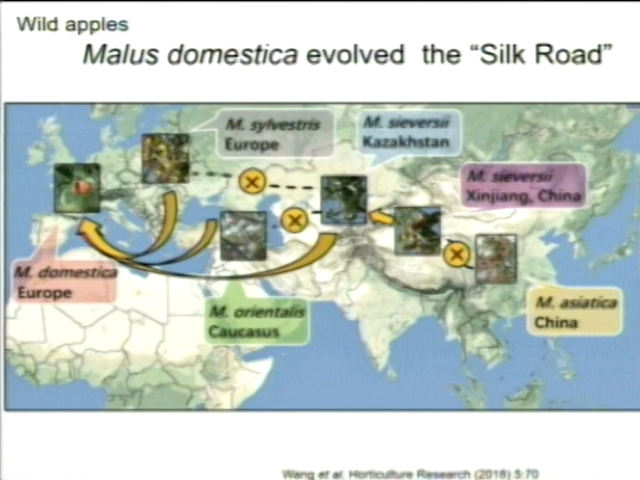 Wild apples
Malus domestica evolved the “Silk Road”
M. sylvestris
Europe
M. sieversii
Kazakhstan
M. sieversii
Xinjiang, China
M. domestica
Europe
M. orientalis
Caucasus
M. asiatica
China
Wang et al. Horticulture Research (2018) 5:70